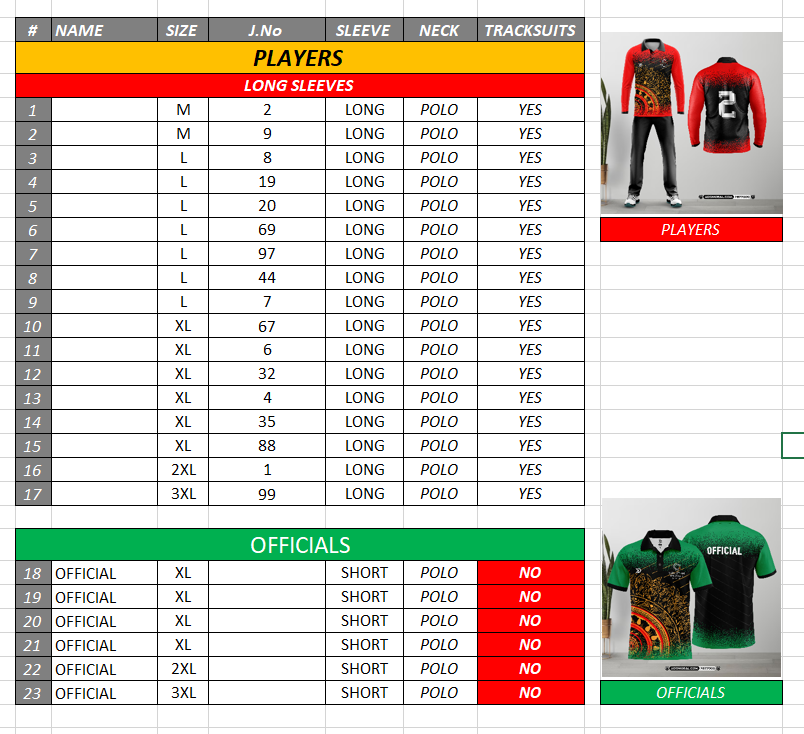 # NAME SIZE J.No SLEEVE NECK TRACKSUITS
PLAYERS
LONG SLEEVES
1 M 2 LONG POLO YES
2 M 9 LONG POLO YES
3 L 8 LONG POLO YES
4 L 19 LONG POLO YES
5 L 20 LONG POLO YES
6 L 69 LONG POLO YES
7 L 97 LONG POLO YES
8 L 44 LONG POLO YES
9 L 7 LONG POLO YES
10 XL 67 LONG POLO YES
11 XL 6 LONG POLO YES
12 XL 32 LONG POLO YES
13 XL 4 LONG POLO YES
14 XL 35 LONG POLO YES
15 XL 88 LONG POLO YES
16 2XL 1 LONG POLO YES
17 3XL 99 LONG POLO YES
OFFICIALS
18 OFFICIAL XL SHORT POLO NO
19 OFFICIAL XL SHORT POLO NO
20 OFFICIAL XL SHORT POLO NO
21 OFFICIAL XL SHORT POLO NO
22 OFFICIAL 2XL SHORT POLO NO
23 OFFICIAL 3XL SHORT POLO NO
2
PLAYERS
OFFICIAL
OFFICIALS